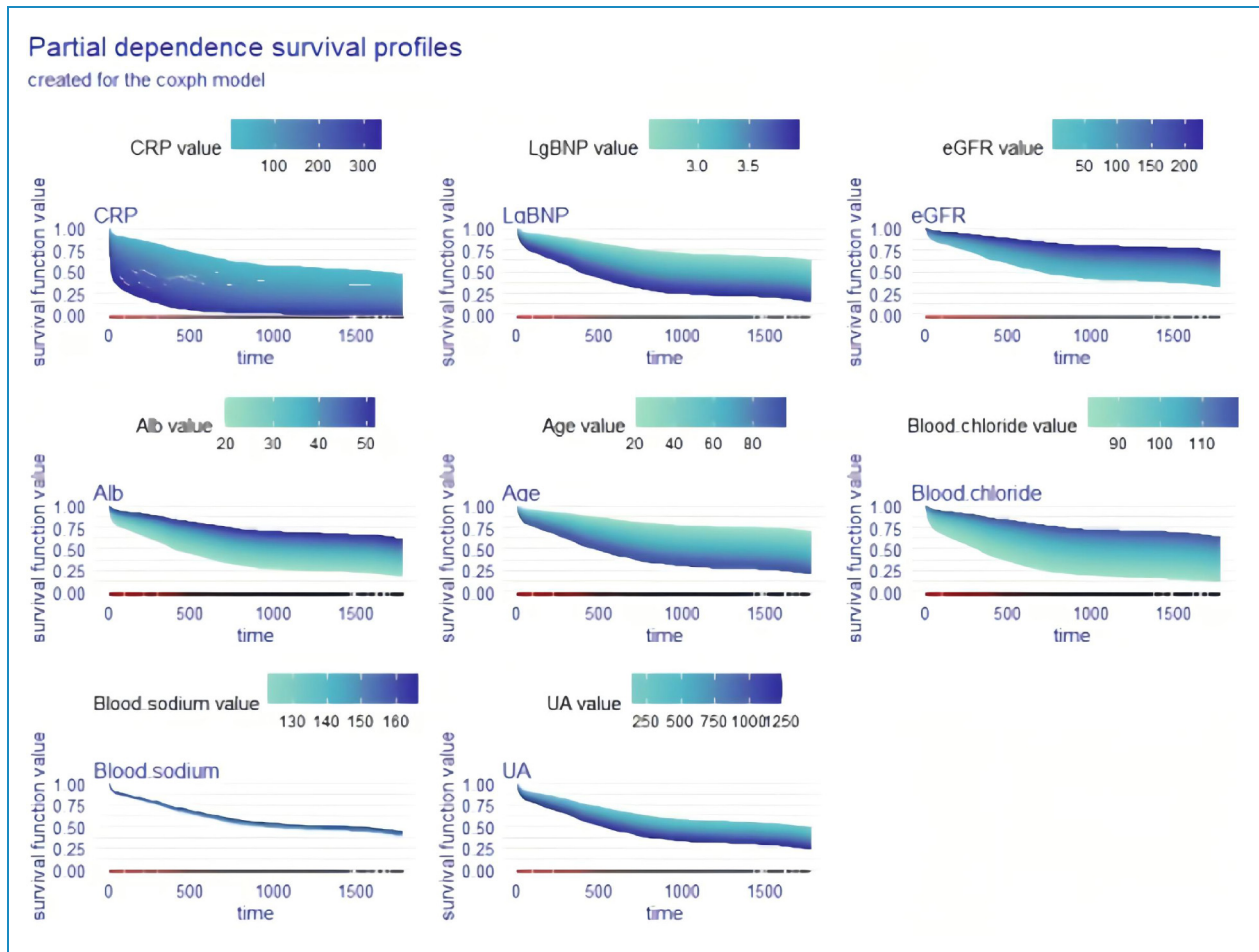 Partial dependence survival profiles
created for the coxph model
CRP value
100 200 300
survival function value
CRP
1.00
0.75
0.50
0.25
0.00
0 500 1000 1500
time
LgBNP value
3.0 3.5
survival function value
LgBNP
1.00
0.75
0.50
0.25
0.00
0 500 1000 1500
time
eGFR value
50 100 150 200
survival function value
eGFR
1.00
0.75
0.50
0.25
0.00
0 500 1000 1500
time
Alb value
20 30 40 50
survival function value
Alb
1.00
0.75
0.50
0.25
0.00
0 500 1000 1500
time
Age value
20 40 60 80
survival function value
Age
1.00
0.75
0.50
0.25
0.00
0 500 1000 1500
time
Blood.chloride value
90 100 110
survival function value
Blood.chloride
1.00
0.75
0.50
0.25
0.00
0 500 1000 1500
time
Blood.sodium value
130 140 150 160
survival function value
Blood.sodium
1.00
0.75
0.50
0.25
0.00
0 500 1000 1500
time
UA value
250 500 750 1000 1250
survival function value
UA
1.00
0.75
0.50
0.25
0.00
0 500 1000 1500
time